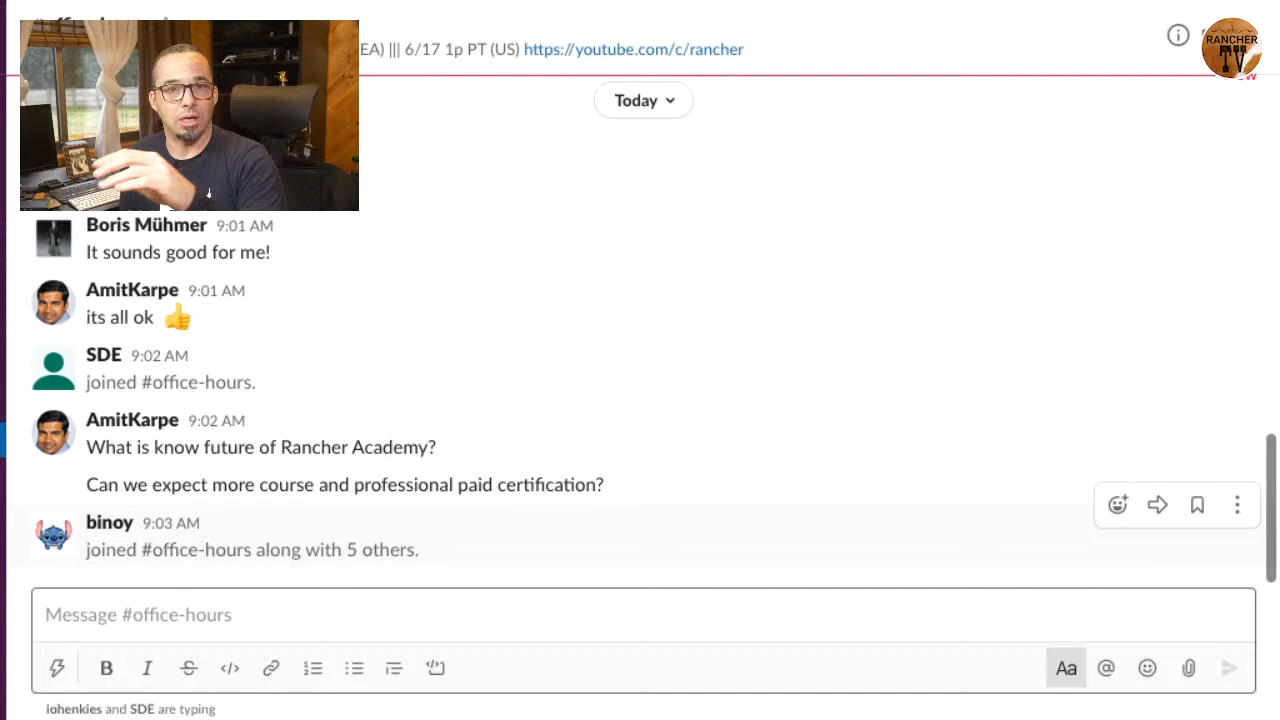 EA) ||| 6/17 1p PT (US) https://youtube.com/c/rancher
RANCHER
TV
Today
Boris Mühmer 9:01 AM
It sounds good for me!
AmitKarpe 9:01 AM
its all ok 👍
SDE 9:02 AM
joined #office-hours.
AmitKarpe 9:02 AM
What is know future of Rancher Academy?
Can we expect more course and professional paid certification?
binoy 9:03 AM
joined #office-hours along with 5 others.
Message #office-hours
B I S </> Aa @
iohenkies and SDE are typing